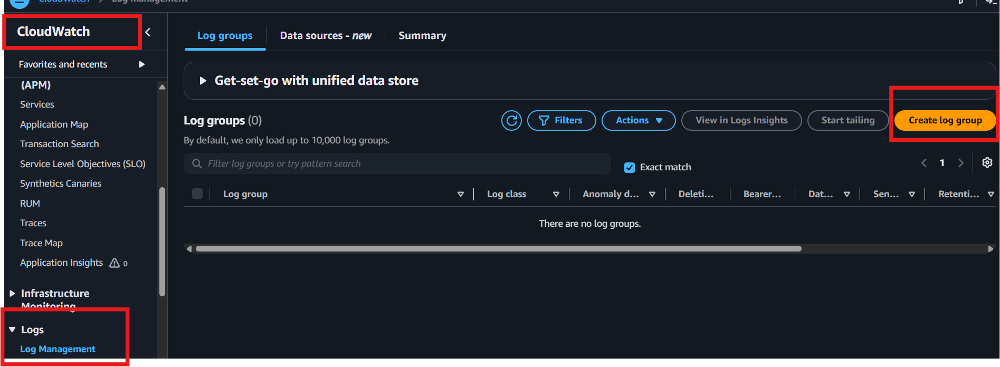 CloudWatch > Log management
CloudWatch
Favorites and recents
(APM)
Services
Application Map
Transaction Search
Service Level Objectives (SLO)
Synthetics Canaries
RUM
Traces
Trace Map
Application Insights 0
Infrastructure
Monitoring
Logs
Log Management
Log groups
Data sources - new
Summary
Get-set-go with unified data store
Log groups (0)
Filters
Actions
View in Logs Insights
Start tailing
Create log group
By default, we only load up to 10,000 log groups.
Filter log groups or try pattern search
Exact match
1
Log group
Log class
Anomaly d...
Deleti...
Bearer...
Dat...
Sen...
Retenti...
There are no log groups.